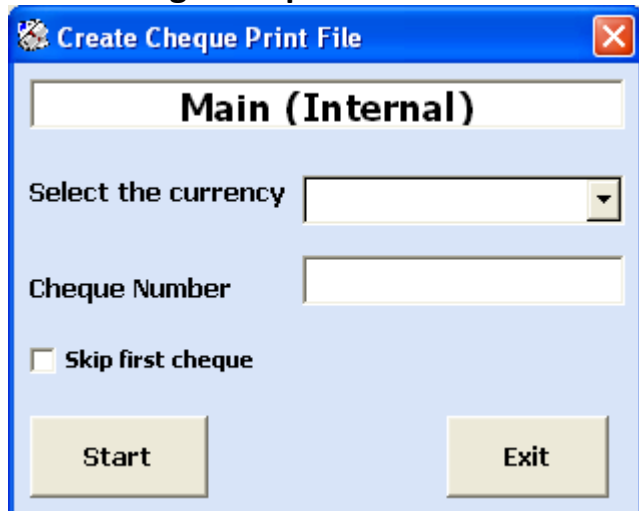 Create Cheque Print File
Main (Internal)
Select the currency
Cheque Number
Skip first cheque
Start Exit